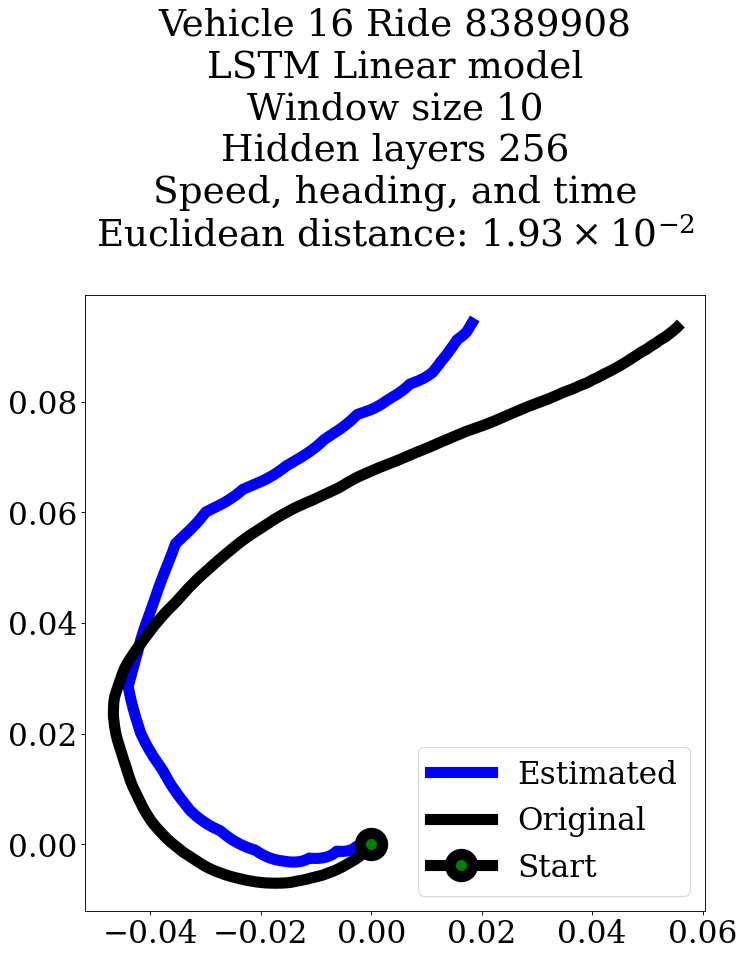 Vehicle 16 Ride 8389908
LSTM Linear model
Window size 10
Hidden layers 256
Speed, heading, and time
Euclidean distance: 1.93 × 10⁻²
0.08
0.06
0.04
0.02
0.00
Estimated
Original
Start
−0.04 −0.02 0.00 0.02 0.04 0.06